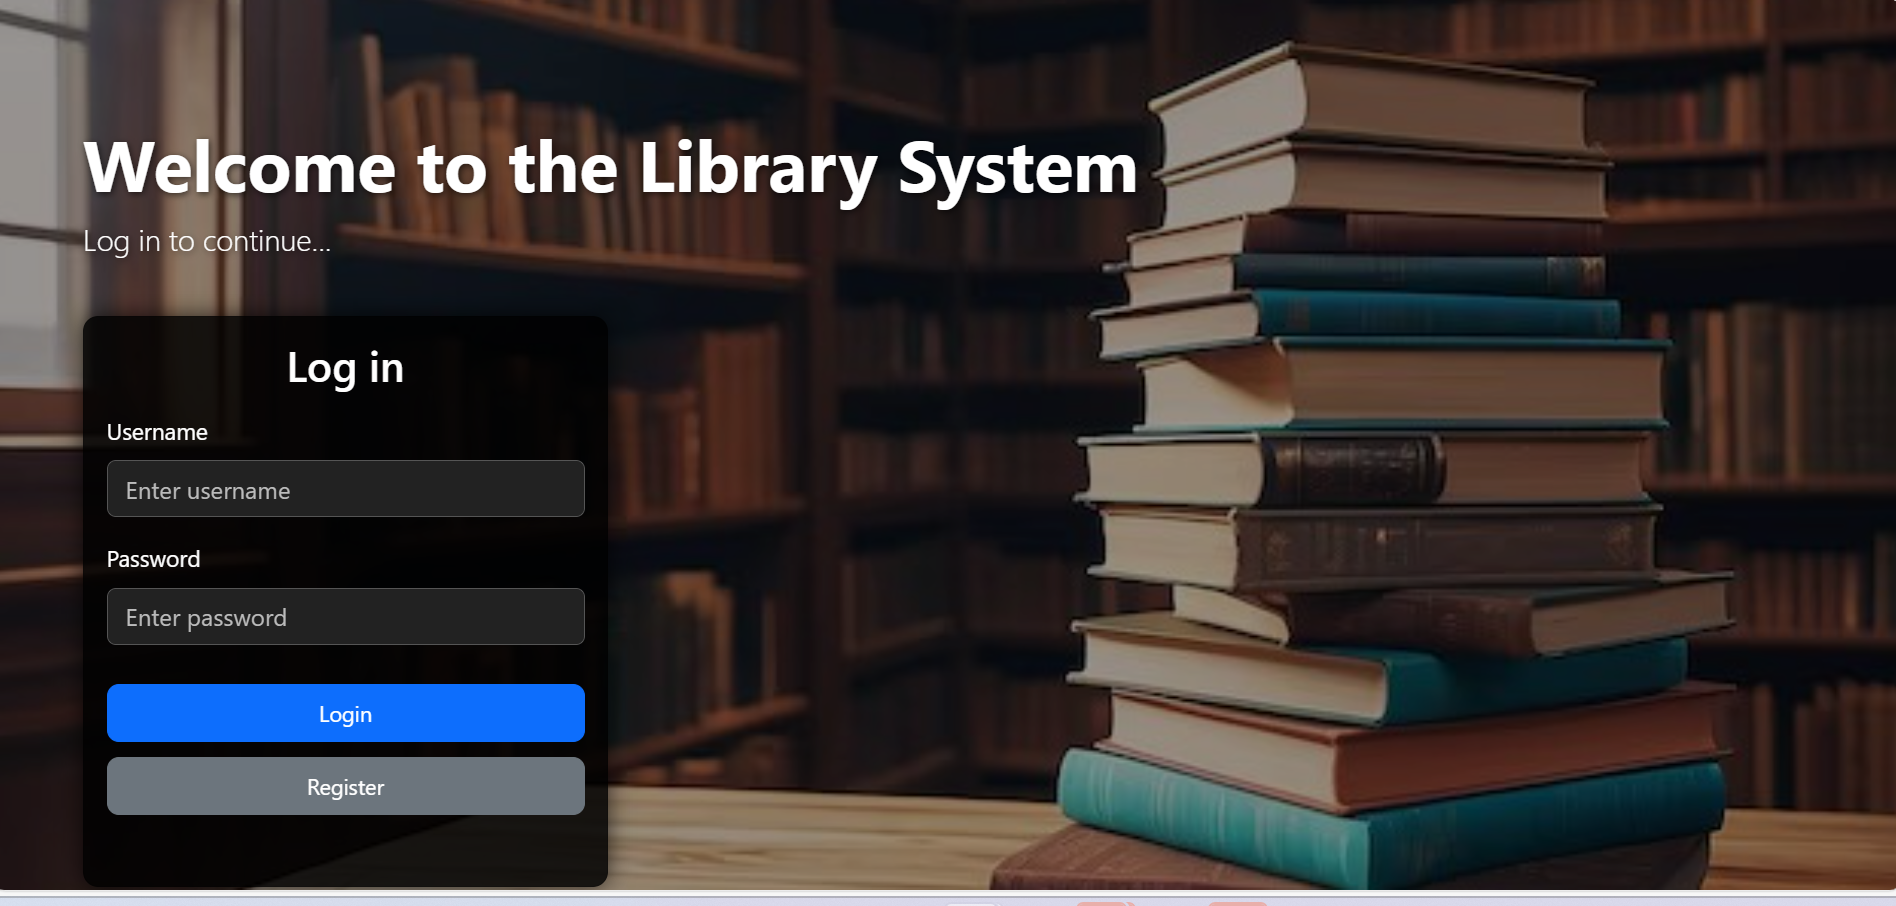 Welcome to the Library System
Log in to continue...
Log in
Username
Enter username
Password
Enter password
Login
Register